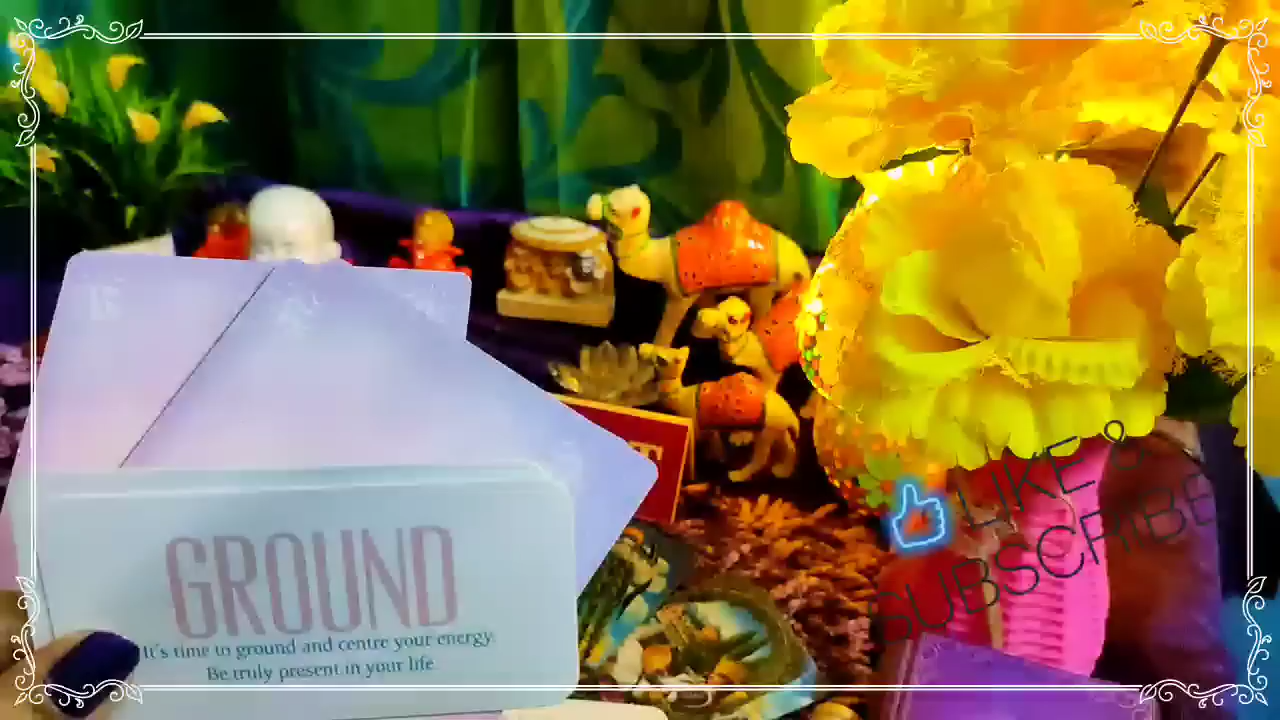 GROUND
It's time to ground and centre your energy.
Be truly present in your life.
LIKE &
SUBSCRIBE